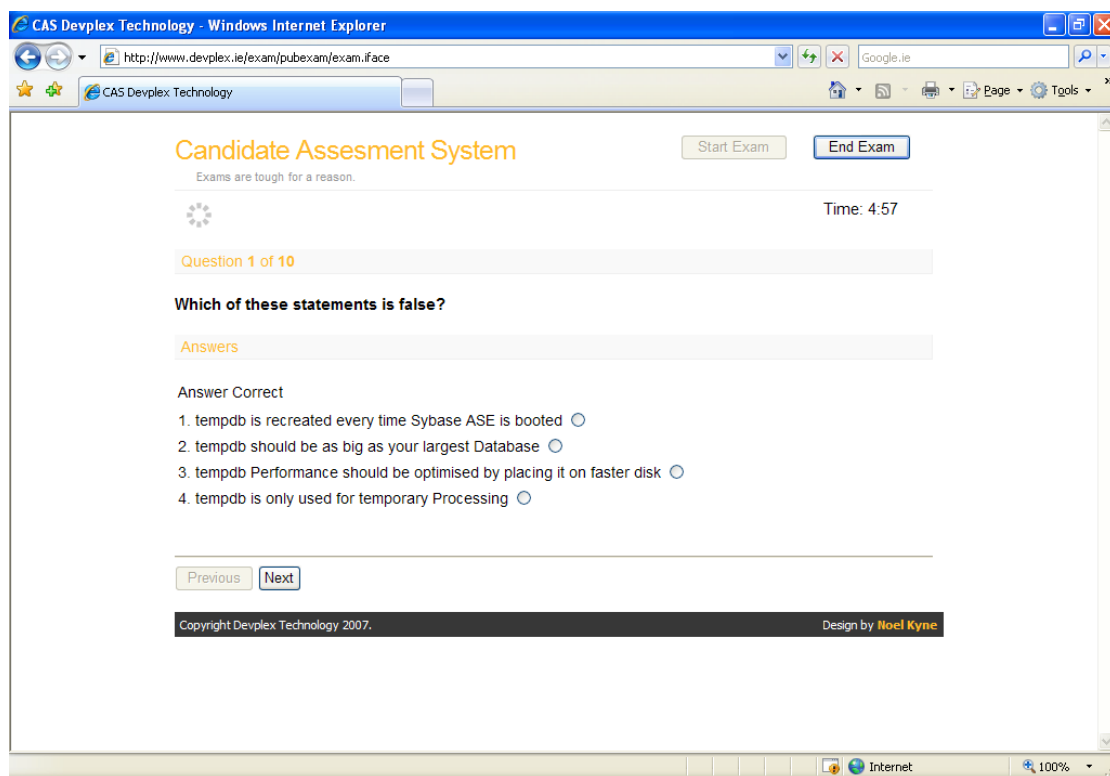 CAS Devplex Technology - Windows Internet Explorer
http://www.devplex.ie/exam/pubexam/exam.iface
Google.ie
CAS Devplex Technology
Page
Tools
Candidate Assesment System
Start Exam
End Exam
Exams are tough for a reason.
Time: 4:57
Question 1 of 10
Which of these statements is false?
Answers
Answer Correct
1. tempdb is recreated every time Sybase ASE is booted
2. tempdb should be as big as your largest Database
3. tempdb Performance should be optimised by placing it on faster disk
4. tempdb is only used for temporary Processing
Previous
Next
Copyright Devplex Technology 2007.
Design by Noel Kyne
Internet
100%